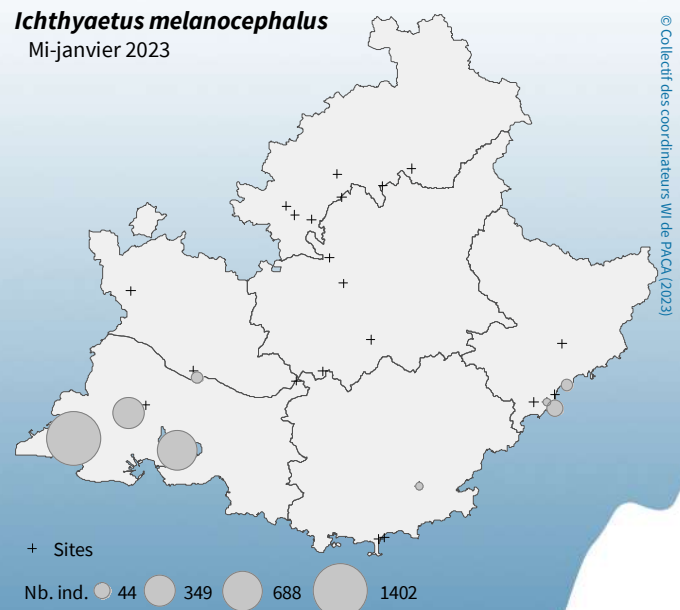 Ichthyaetus melanocephalus
Mi-janvier 2023
© Collectif des coordinateurs WI de PACA (2023)
Sites
Nb. ind. 44 349 688 1402